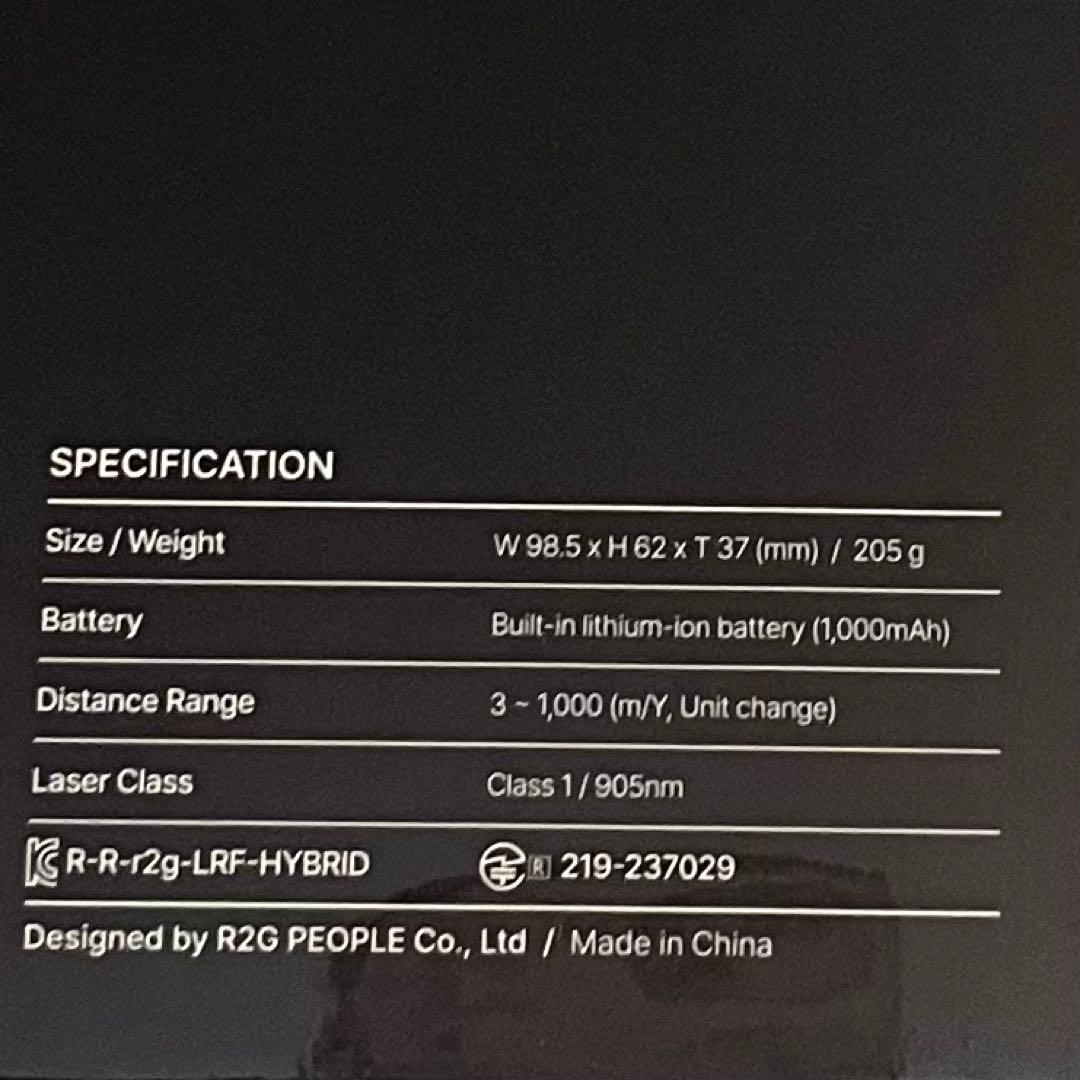 SPECIFICATION
Size / Weight W 98.5 x H 62 x T 37 (mm) / 205 g
Battery Built-in lithium-ion battery (1,000mAh)
Distance Range 3 ~ 1,000 (m/Y, Unit change)
Laser Class Class 1 / 905nm
R-R-r2g-LRF-HYBRID R 219-237029
Designed by R2G PEOPLE Co., Ltd / Made in China